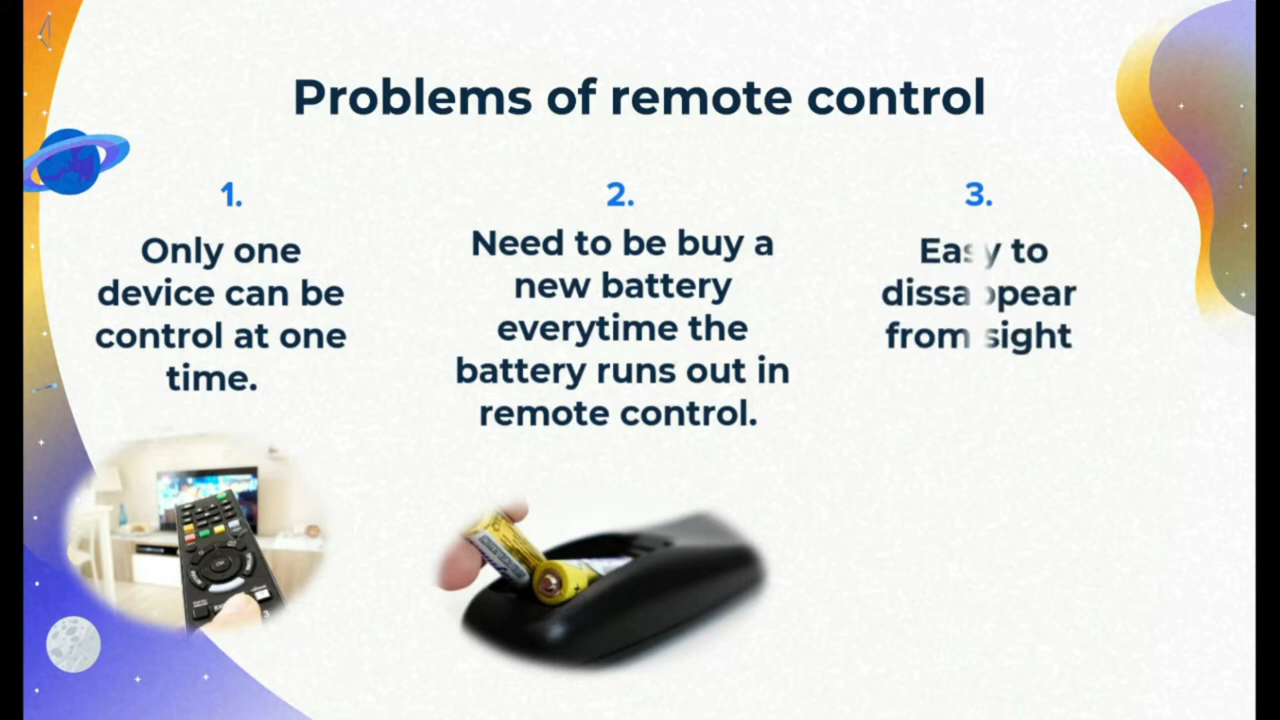 Problems of remote control
1.
Only one
device can be
control at one
time.
2.
Need to be buy a
new battery
everytime the
battery runs out in
remote control.
3.
Easy to
dissappear
from sight